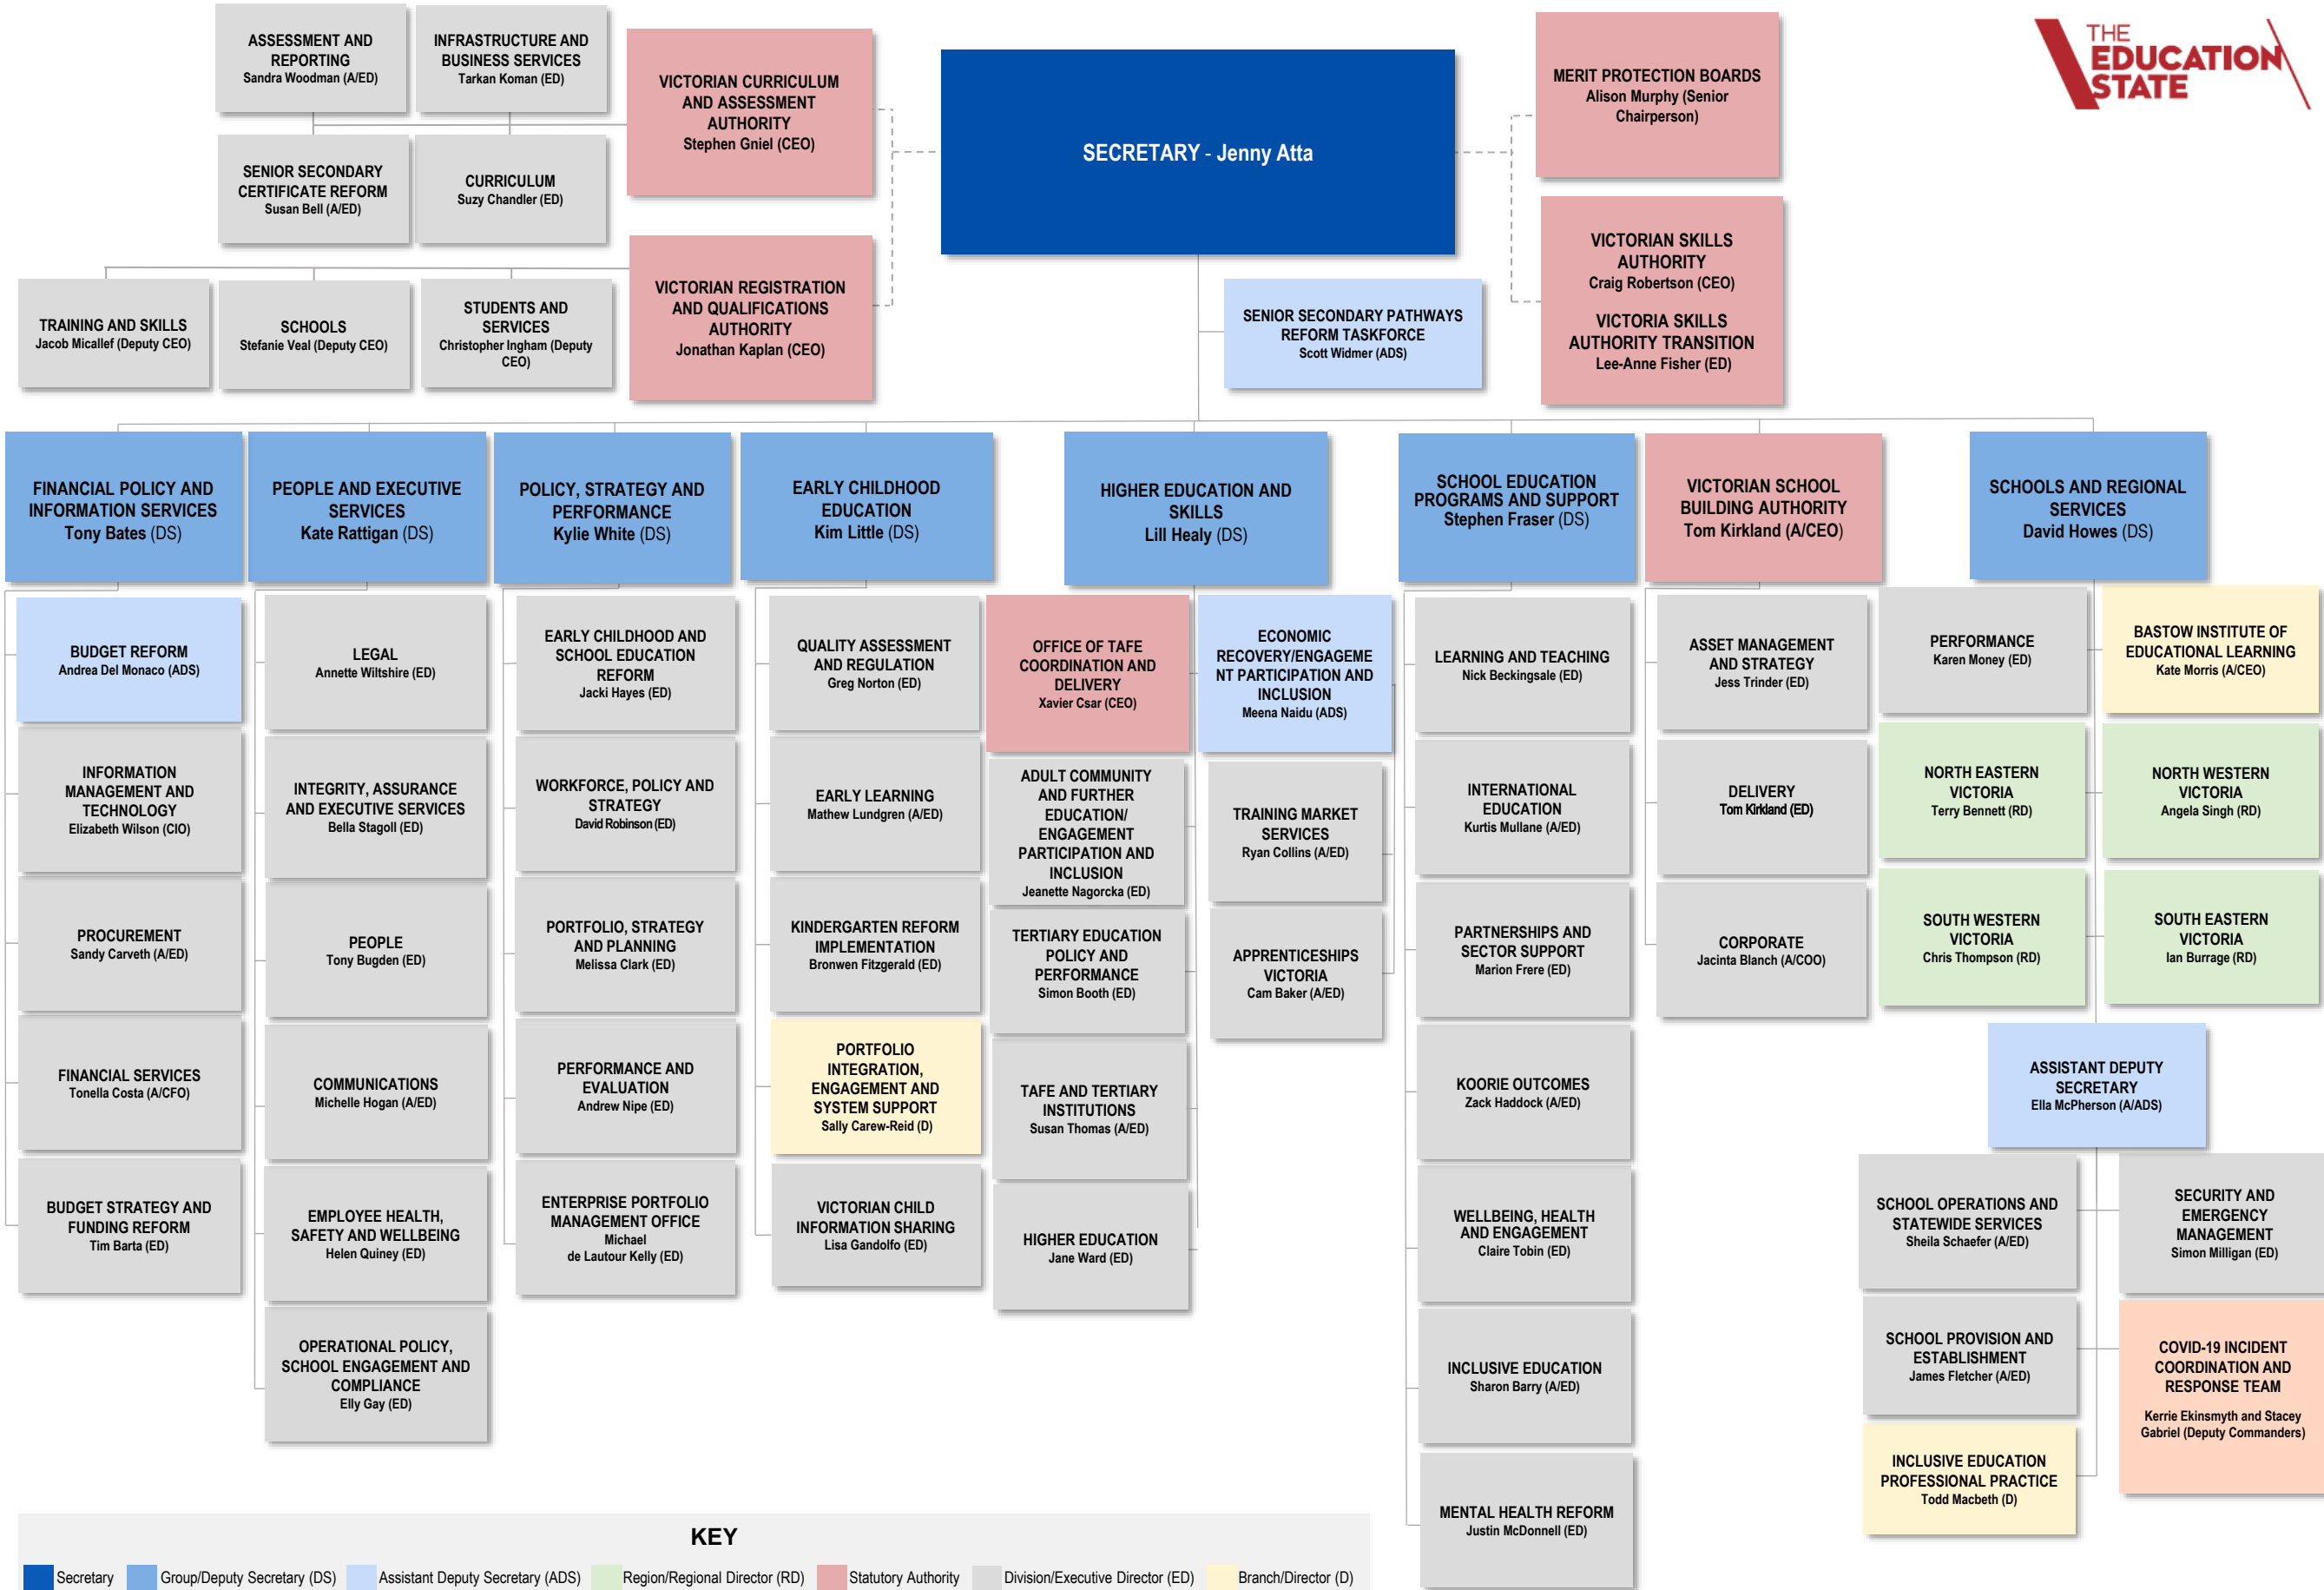 THE
EDUCATION
STATE
ASSESSMENT AND
REPORTING
Sandra Woodman (A/ED)
INFRASTRUCTURE AND
BUSINESS SERVICES
Tarkan Koman (ED)
SENIOR SECONDARY
CERTIFICATE REFORM
Susan Bell (A/ED)
CURRICULUM
Suzy Chandler (ED)
VICTORIAN CURRICULUM
AND ASSESSMENT
AUTHORITY
Stephen Gniel (CEO)
SECRETARY - Jenny Atta
MERIT PROTECTION BOARDS
Alison Murphy (Senior
Chairperson)
VICTORIAN SKILLS
AUTHORITY
Craig Robertson (CEO)
VICTORIA SKILLS
AUTHORITY TRANSITION
Lee-Anne Fisher (ED)
TRAINING AND SKILLS
Jacob Micallef (Deputy CEO)
SCHOOLS
Stefanie Veal (Deputy CEO)
STUDENTS AND
SERVICES
Christopher Ingham (Deputy
CEO)
VICTORIAN REGISTRATION
AND QUALIFICATIONS
AUTHORITY
Jonathan Kaplan (CEO)
SENIOR SECONDARY PATHWAYS
REFORM TASKFORCE
Scott Widmer (ADS)
FINANCIAL POLICY AND
INFORMATION SERVICES
Tony Bates (DS)
PEOPLE AND EXECUTIVE
SERVICES
Kate Rattigan (DS)
POLICY, STRATEGY AND
PERFORMANCE
Kylie White (DS)
EARLY CHILDHOOD
EDUCATION
Kim Little (DS)
HIGHER EDUCATION AND
SKILLS
Lill Healy (DS)
SCHOOL EDUCATION
PROGRAMS AND SUPPORT
Stephen Fraser (DS)
VICTORIAN SCHOOL
BUILDING AUTHORITY
Tom Kirkland (A/CEO)
SCHOOLS AND REGIONAL
SERVICES
David Howes (DS)
BUDGET REFORM
Andrea Del Monaco (ADS)
INFORMATION
MANAGEMENT AND
TECHNOLOGY
Elizabeth Wilson (CIO)
PROCUREMENT
Sandy Carveth (A/ED)
FINANCIAL SERVICES
Tonella Costa (A/CFO)
BUDGET STRATEGY AND
FUNDING REFORM
Tim Barta (ED)
LEGAL
Annette Wiltshire (ED)
INTEGRITY, ASSURANCE
AND EXECUTIVE SERVICES
Bella Stagoll (ED)
PEOPLE
Tony Bugden (ED)
COMMUNICATIONS
Michelle Hogan (A/ED)
EMPLOYEE HEALTH,
SAFETY AND WELLBEING
Helen Quiney (ED)
OPERATIONAL POLICY,
SCHOOL ENGAGEMENT AND
COMPLIANCE
Elly Gay (ED)
EARLY CHILDHOOD AND
SCHOOL EDUCATION
REFORM
Jacki Hayes (ED)
WORKFORCE, POLICY AND
STRATEGY
David Robinson (ED)
PORTFOLIO, STRATEGY
AND PLANNING
Melissa Clark (ED)
PERFORMANCE AND
EVALUATION
Andrew Nipe (ED)
ENTERPRISE PORTFOLIO
MANAGEMENT OFFICE
Michael
de Lautour Kelly (ED)
QUALITY ASSESSMENT
AND REGULATION
Greg Norton (ED)
EARLY LEARNING
Mathew Lundgren (A/ED)
KINDERGARTEN REFORM
IMPLEMENTATION
Bronwen Fitzgerald (ED)
PORTFOLIO
INTEGRATION,
ENGAGEMENT AND
SYSTEM SUPPORT
Sally Carew-Reid (D)
VICTORIAN CHILD
INFORMATION SHARING
Lisa Gandolfo (ED)
OFFICE OF TAFE
COORDINATION AND
DELIVERY
Xavier Csar (CEO)
ADULT COMMUNITY
AND FURTHER
EDUCATION/
ENGAGEMENT
PARTICIPATION AND
INCLUSION
Jeanette Nagorcka (ED)
TERTIARY EDUCATION
POLICY AND
PERFORMANCE
Simon Booth (ED)
TAFE AND TERTIARY
INSTITUTIONS
Susan Thomas (A/ED)
HIGHER EDUCATION
Jane Ward (ED)
ECONOMIC
RECOVERY/ENGAGEME
NT PARTICIPATION AND
INCLUSION
Meena Naidu (ADS)
TRAINING MARKET
SERVICES
Ryan Collins (A/ED)
APPRENTICESHIPS
VICTORIA
Cam Baker (A/ED)
LEARNING AND TEACHING
Nick Beckingsale (ED)
INTERNATIONAL
EDUCATION
Kurtis Mullane (A/ED)
PARTNERSHIPS AND
SECTOR SUPPORT
Marion Frere (ED)
KOORIE OUTCOMES
Zack Haddock (A/ED)
WELLBEING, HEALTH
AND ENGAGEMENT
Claire Tobin (ED)
INCLUSIVE EDUCATION
Sharon Barry (A/ED)
MENTAL HEALTH REFORM
Justin McDonnell (ED)
ASSET MANAGEMENT
AND STRATEGY
Jess Trinder (ED)
DELIVERY
Tom Kirkland (ED)
CORPORATE
Jacinta Blanch (A/COO)
PERFORMANCE
Karen Money (ED)
BASTOW INSTITUTE OF
EDUCATIONAL LEARNING
Kate Morris (A/CEO)
NORTH EASTERN
VICTORIA
Terry Bennett (RD)
NORTH WESTERN
VICTORIA
Angela Singh (RD)
SOUTH WESTERN
VICTORIA
Chris Thompson (RD)
SOUTH EASTERN
VICTORIA
Ian Burrage (RD)
ASSISTANT DEPUTY
SECRETARY
Ella McPherson (A/ADS)
SCHOOL OPERATIONS AND
STATEWIDE SERVICES
Sheila Schaefer (A/ED)
SECURITY AND
EMERGENCY
MANAGEMENT
Simon Milligan (ED)
SCHOOL PROVISION AND
ESTABLISHMENT
James Fletcher (A/ED)
COVID-19 INCIDENT
COORDINATION AND
RESPONSE TEAM
Kerrie Ekinsmyth and Stacey
Gabriel (Deputy Commanders)
INCLUSIVE EDUCATION
PROFESSIONAL PRACTICE
Todd Macbeth (D)
KEY
Secretary
Group/Deputy Secretary (DS)
Assistant Deputy Secretary (ADS)
Region/Regional Director (RD)
Statutory Authority
Division/Executive Director (ED)
Branch/Director (D)